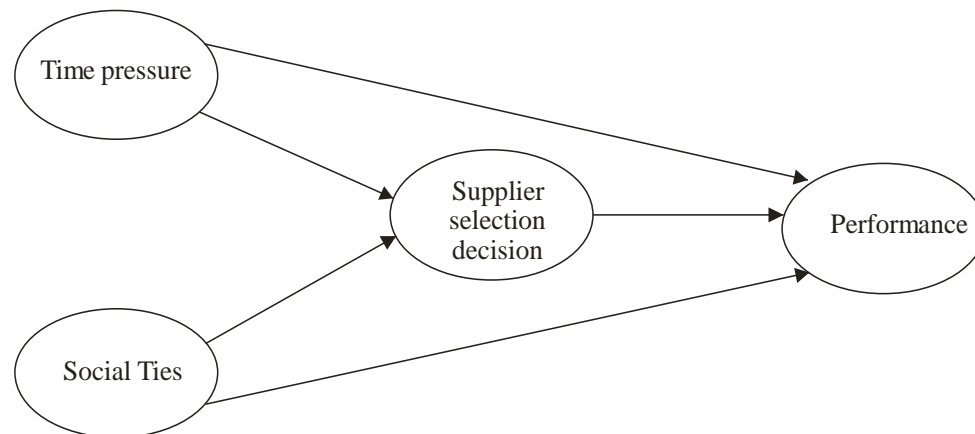 Time pressure
Supplier
selection
decision
Performance
Social Ties